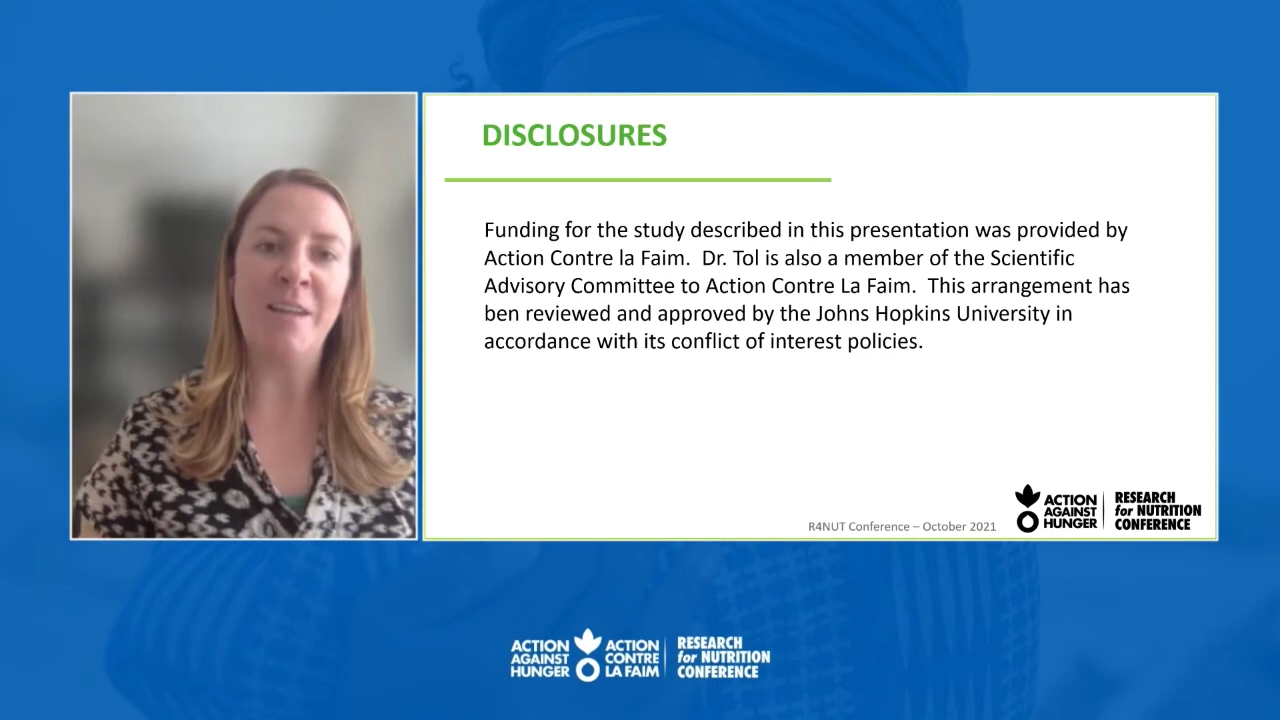 DISCLOSURES
Funding for the study described in this presentation was provided by
Action Contre la Faim.  Dr. Tol is also a member of the Scientific
Advisory Committee to Action Contre La Faim.  This arrangement has
ben reviewed and approved by the Johns Hopkins University in
accordance with its conflict of interest policies.
R4NUT Conference – October 2021
ACTION
AGAINST
HUNGER
RESEARCH
for NUTRITION
CONFERENCE
ACTION
AGAINST
HUNGER
ACTION
CONTRE
LA FAIM
RESEARCH
for NUTRITION
CONFERENCE